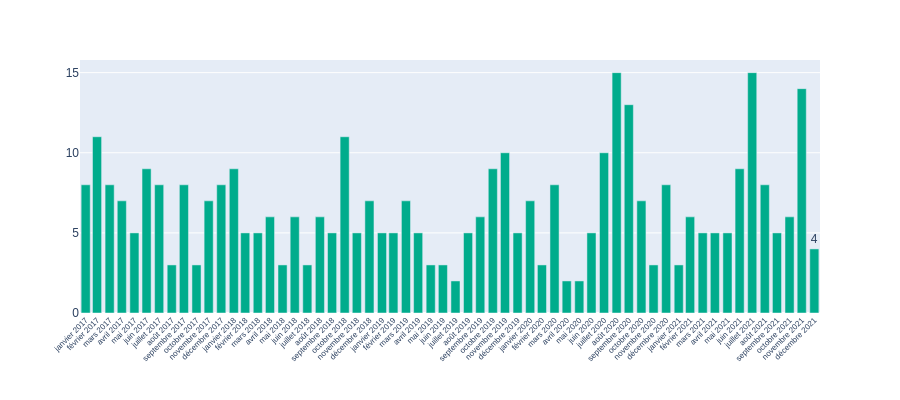 15
10
5
0
4
janvier 2017
février 2017
mars 2017
avril 2017
mai 2017
juin 2017
juillet 2017
août 2017
septembre 2017
octobre 2017
novembre 2017
décembre 2017
janvier 2018
février 2018
mars 2018
avril 2018
mai 2018
juin 2018
juillet 2018
août 2018
septembre 2018
octobre 2018
novembre 2018
décembre 2018
janvier 2019
février 2019
mars 2019
avril 2019
mai 2019
juin 2019
juillet 2019
août 2019
septembre 2019
octobre 2019
novembre 2019
décembre 2019
janvier 2020
février 2020
mars 2020
avril 2020
mai 2020
juin 2020
juillet 2020
août 2020
septembre 2020
octobre 2020
novembre 2020
décembre 2020
janvier 2021
février 2021
mars 2021
avril 2021
mai 2021
juin 2021
juillet 2021
août 2021
septembre 2021
octobre 2021
novembre 2021
décembre 2021